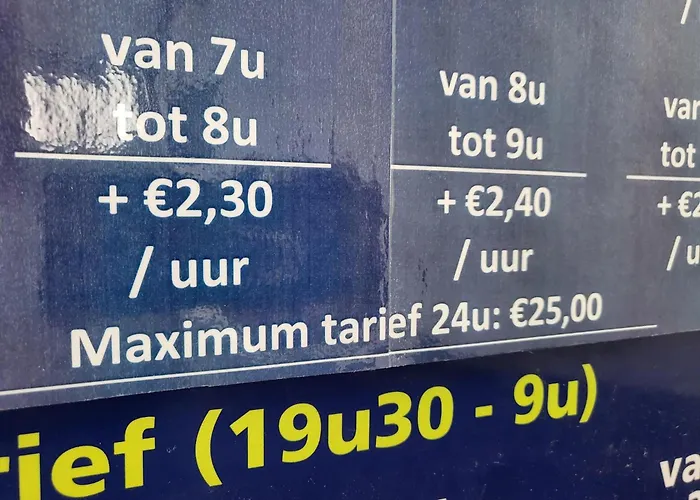 van 7u
tot 8u
+ €2,30
/ uur
van 8u
tot 9u
+ €2,40
/ uur
tot
+
/
Maximum tarief 24u: €25,00
(19u30 - 9u)